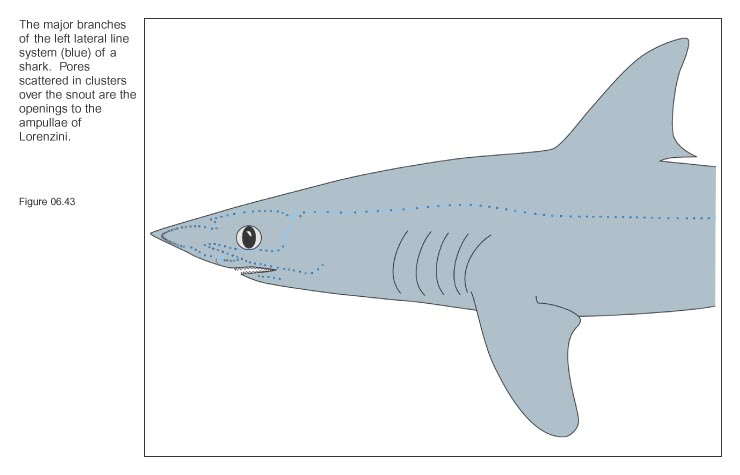 The major branches
of the left lateral line
system (blue) of a
shark.  Pores
scattered in clusters
over the snout are the
openings to the
ampullae of
Lorenzini.
Figure 06.43